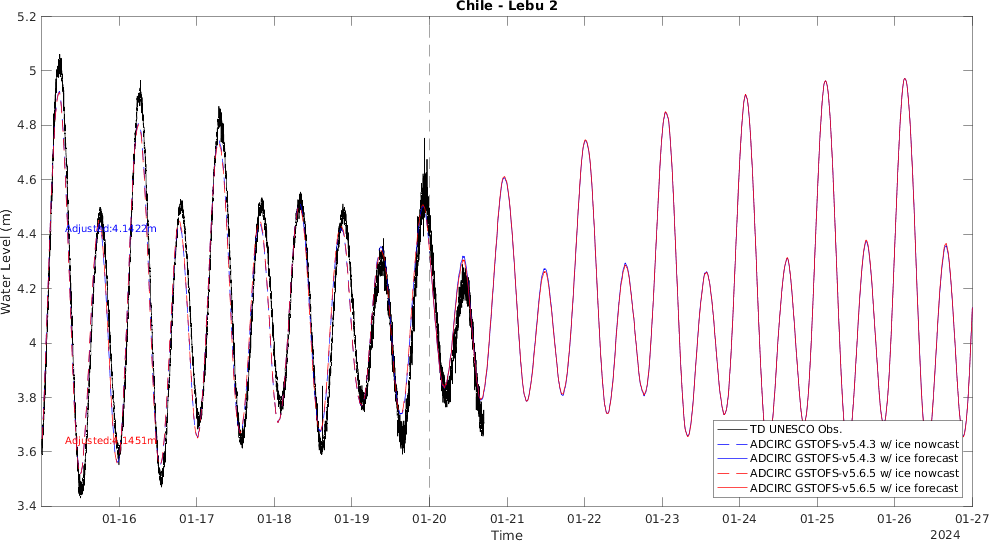 Chile - Lebu 2
Water Level (m)
5.2
5
4.8
4.6
4.4
4.2
4
3.8
3.6
3.4
Adjusted:4.1422m
Adjusted:4.1451m
TD UNESCO Obs.
ADCIRC GSTOFS-v5.4.3 w/ ice nowcast
ADCIRC GSTOFS-v5.4.3 w/ ice forecast
ADCIRC GSTOFS-v5.6.5 w/ ice nowcast
ADCIRC GSTOFS-v5.6.5 w/ ice forecast
01-16 01-17 01-18 01-19 01-20 01-21 01-22 01-23 01-24 01-25 01-26 01-27
Time
2024